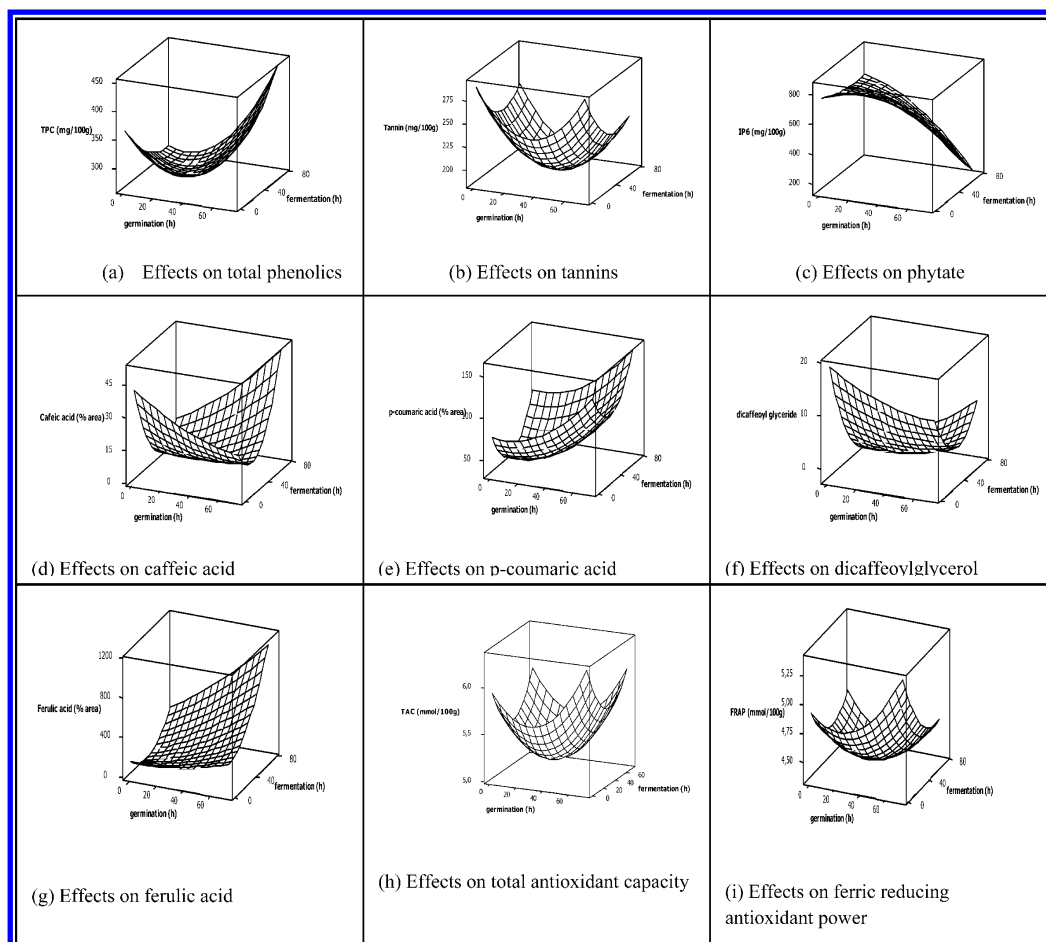 450
400
TPC (mg/100g)
350
300
0
20
40
60
germination (h)
0
40
80
fermentation (h)
(a) Effects on total phenolics
275
250
Tannin (mg/100g)
225
200
0
20
40
60
germination (h)
0
40
80
fermentation (h)
(b) Effects on tannins
800
600
IP6 (mg/100g)
400
200
0
20
40
60
germination (h)
0
40
80
fermentation (h)
(c) Effects on phytate
45
30
Cafeic acid (% area)
15
0
0
20
40
60
germination (h)
0
40
80
fermentation (h)
(d) Effects on caffeic acid
150
p-coumaric acid (% area)
100
50
0
20
40
60
germination (h)
0
40
80
fermentation (h)
(e) Effects on p-coumaric acid
20
dicaffeoyl glyceride
10
0
0
20
40
60
germination (h)
0
40
80
fermentation (h)
(f) Effects on dicaffeoylglycerol
1200
800
Ferulic acid (% area)
400
0
0
20
40
60
germination (h)
0
40
80
fermentation (h)
(g) Effects on ferulic acid
6,0
TAC (mmol/100g)
5,5
5,0
0
20
40
60
germination (h)
0
20
40
60
fermentation (h)
(h) Effects on total antioxidant capacity
5,25
5,00
FRAP (mmol/100g)
4,75
4,50
0
20
40
60
germination (h)
0
40
80
fermentation (h)
(i) Effects on ferric reducing
antioxidant power